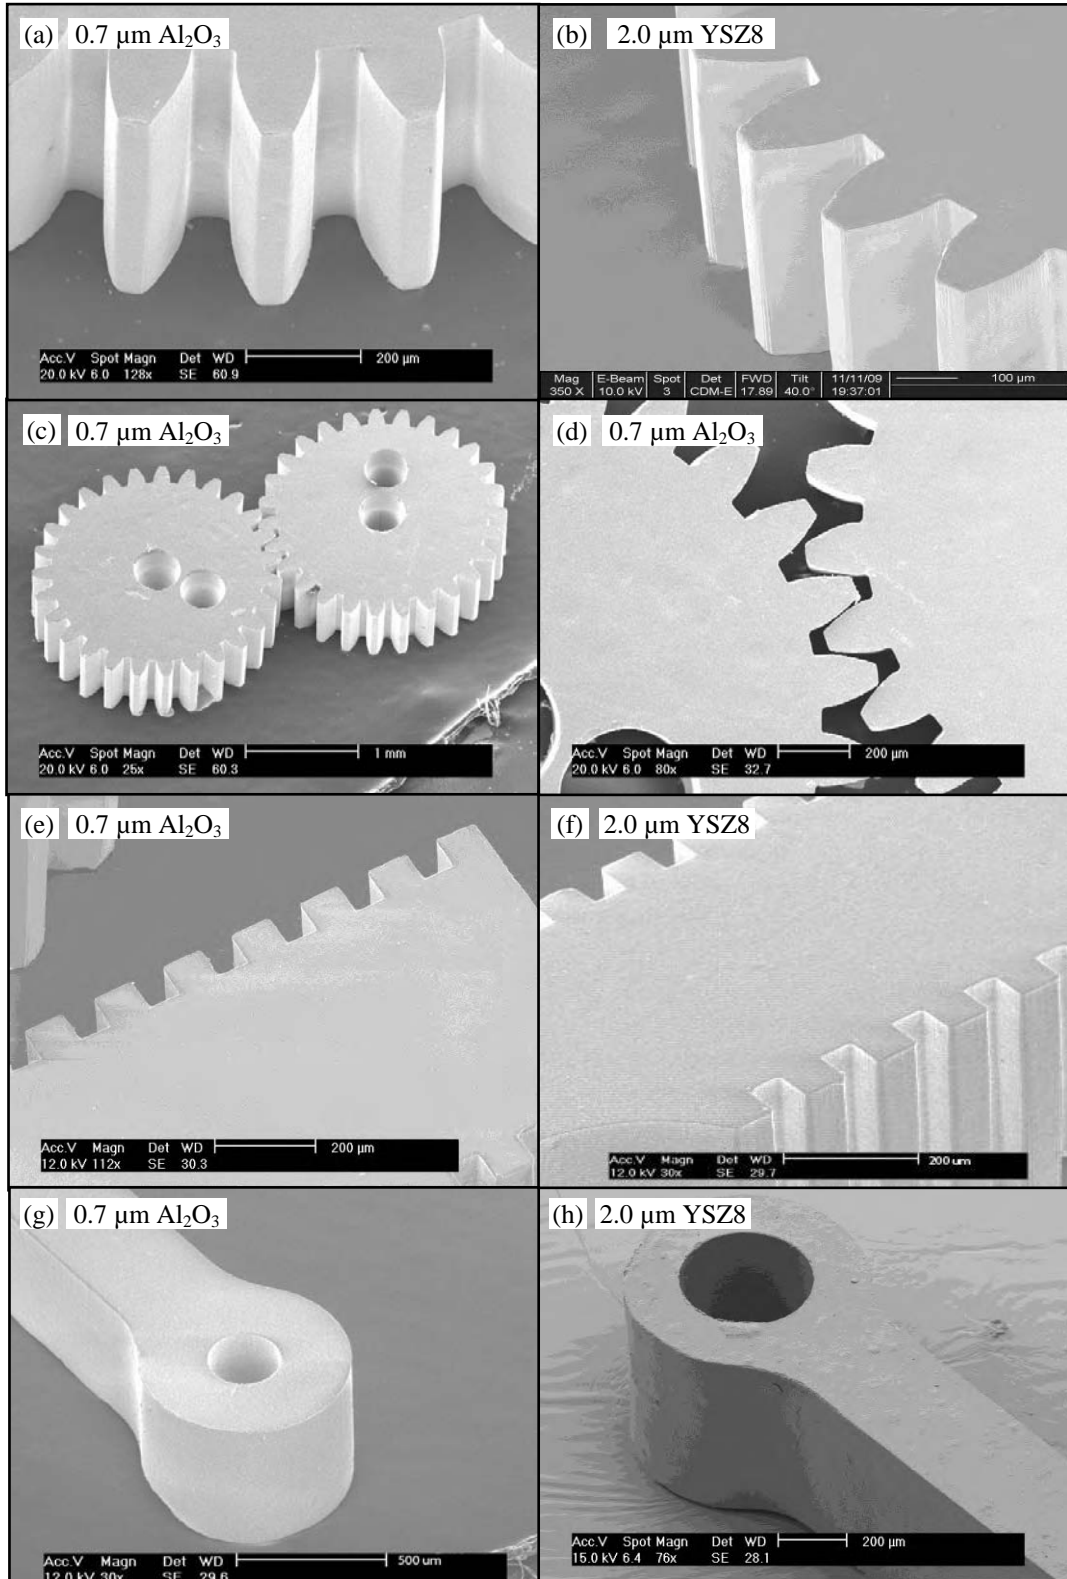 (a) 0.7 µm Al₂O₃
Acc.V Spot Magn Det WD 200 µm
20.0 kV 6.0 128x SE 60.9
(b) 2.0 µm YSZ8
Mag E-Beam Spot Det FWD Tilt 11/11/09 100 µm
350 X 10.0 kV 3 CDM-E 17.89 40.0° 19:37:01
(c) 0.7 µm Al₂O₃
Acc.V Spot Magn Det WD 1 mm
20.0 kV 6.0 25x SE 60.3
(d) 0.7 µm Al₂O₃
Acc.V Spot Magn Det WD 200 µm
20.0 kV 6.0 80x SE 32.7
(e) 0.7 µm Al₂O₃
Acc.V Magn Det WD 200 µm
12.0 kV 112x SE 30.3
(f) 2.0 µm YSZ8
Acc.V Magn Det WD 200 um
12.0 kV 30x SE 29.7
(g) 0.7 µm Al₂O₃
Acc.V Magn Det WD 500 um
12.0 kV 30x SE 29.6
(h) 2.0 µm YSZ8
Acc.V Spot Magn Det WD 200 µm
15.0 kV 6.4 76x SE 28.1